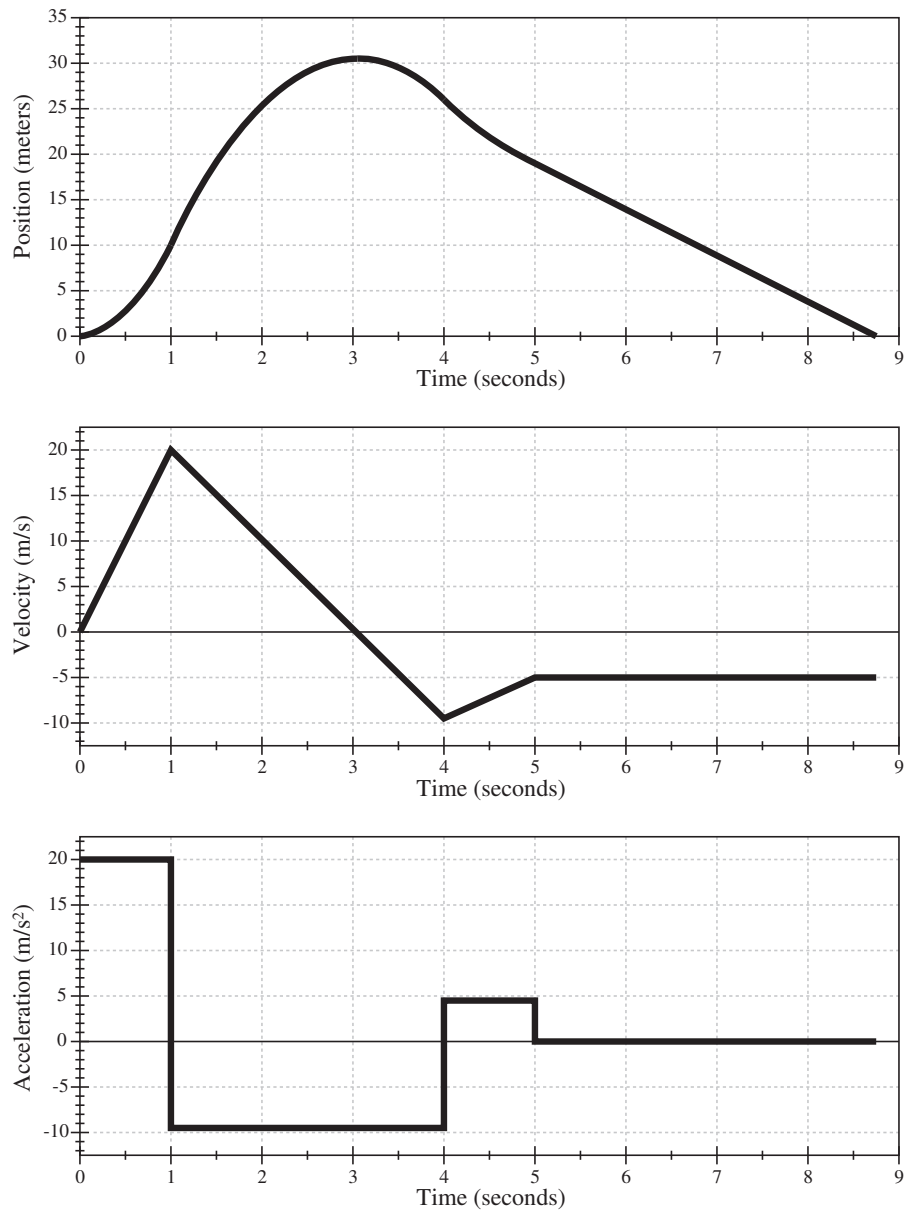 35
30
25
20
15
10
5
0
Position (meters)
0 1 2 3 4 5 6 7 8 9
Time (seconds)
20
15
10
5
0
-5
-10
Velocity (m/s)
0 1 2 3 4 5 6 7 8 9
Time (seconds)
20
15
10
5
0
-5
-10
Acceleration (m/s²)
0 1 2 3 4 5 6 7 8 9
Time (seconds)